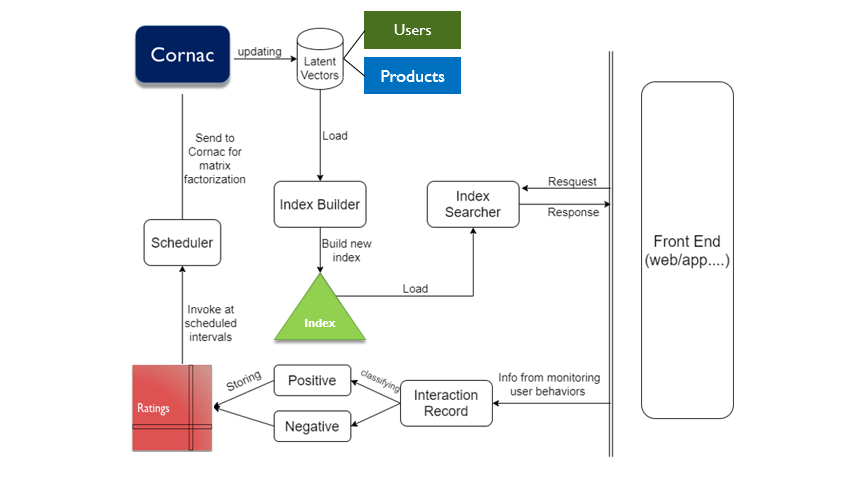 Cornac
updating
Latent
Vectors
Users
Products
Send to
Cornac for
matrix
factorization
Load
Index Builder
Index
Searcher
Resquest
Response
Scheduler
Build new
index
Front End
(web/app....)
Load
Invoke at
scheduled
intervals
Index
Ratings
Storing
Positive
Negative
classifying
Interaction
Record
Info from monitoring
user behaviors